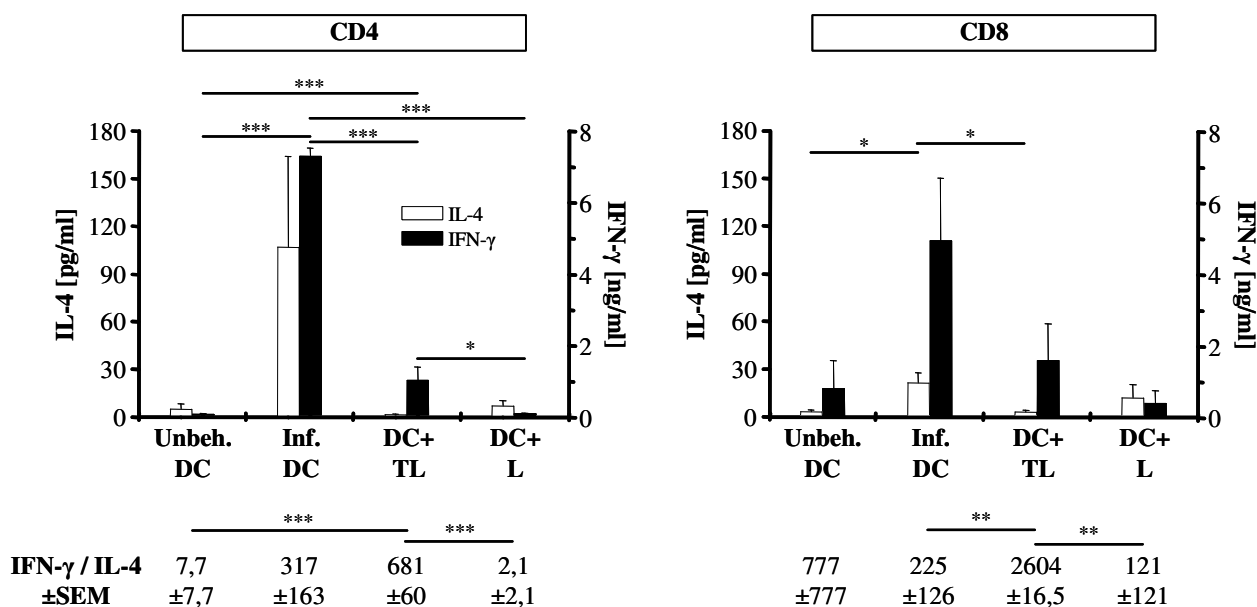 CD4
***
***
*** ***
180
150
120
90
60
30
0
IL-4 [pg/ml]
8
6
4
2
0
IFN-γ [ng/ml]
IL-4
IFN-γ
*
Unbeh. DC
Inf. DC
DC+ TL
DC+ L
CD8
* *
180
150
120
90
60
30
0
IL-4 [pg/ml]
8
6
4
2
0
IFN-γ [ng/ml]
Unbeh. DC
Inf. DC
DC+ TL
DC+ L
*** *** ** **
IFN-γ / IL-4 7,7 317 681 2,1 777 225 2604 121
±SEM ±7,7 ±163 ±60 ±2,1 ±777 ±126 ±16,5 ±121